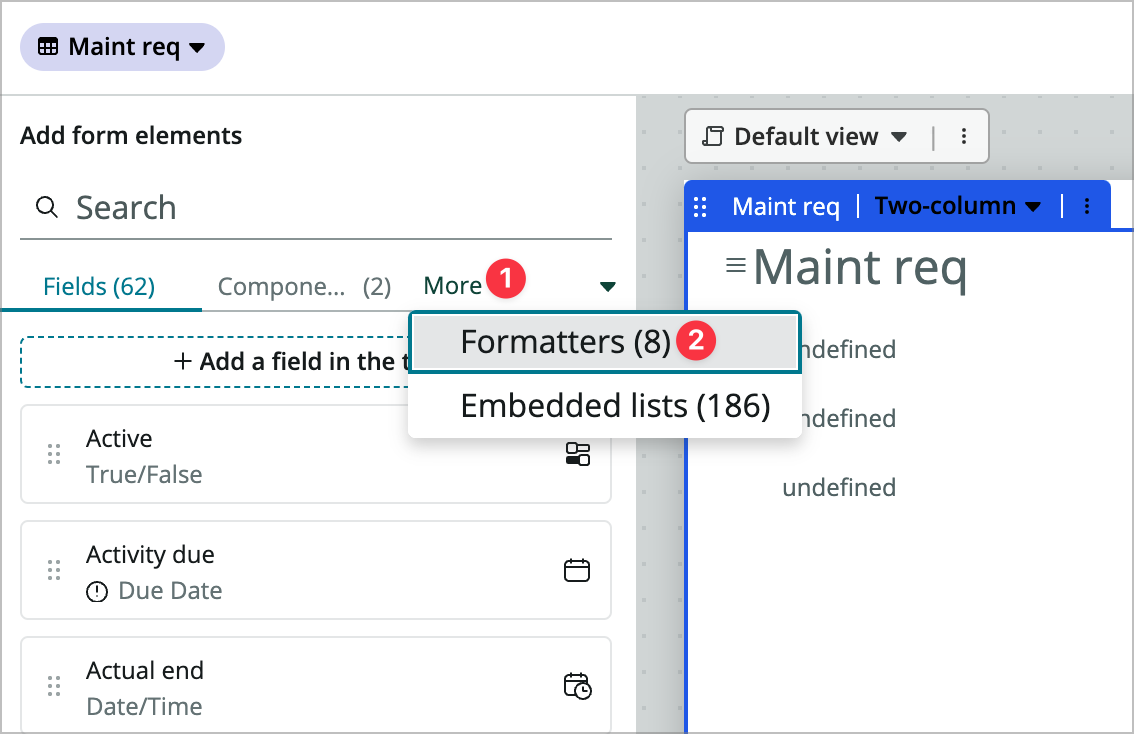 Maint req
Add form elements
Search
Fields (62)
Compone... (2)
More 1
Formatters (8) 2
Embedded lists (186)
+ Add a field in the t
Active
True/False
Activity due
Due Date
Actual end
Date/Time
Default view
Maint req | Two-column
Maint req
ndefined
ndefined
undefined